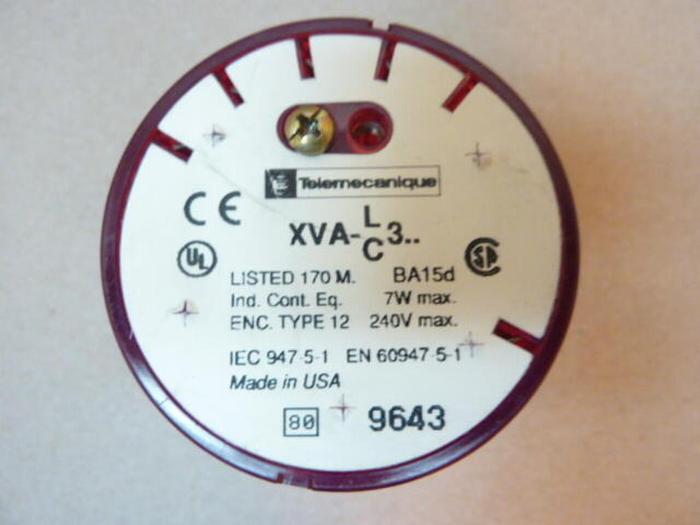 Telemecanique
CE
XVA-L/C3..
UL
SP
LISTED 170 M. BA15d
Ind. Cont. Eq. 7W max.
ENC. TYPE 12 240V max.
IEC 947-5-1 EN 60947-5-1
Made in USA
80 9643